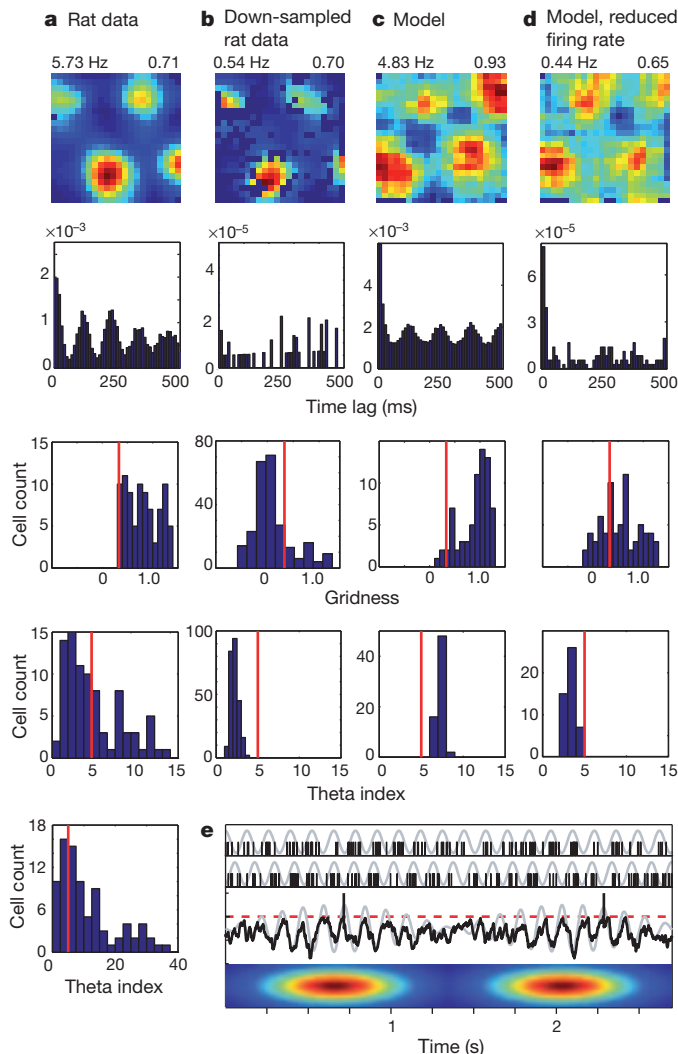 a Rat data
b Down-sampled rat data
c Model
d Model, reduced firing rate
5.73 Hz 0.71
0.54 Hz 0.70
4.83 Hz 0.93
0.44 Hz 0.65
×10⁻³
2
1
0
0 250 500
×10⁻⁵
4
2
0
0 250 500
×10⁻³
4
2
0
0 250 500
×10⁻⁵
6
3
0
0 250 500
Time lag (ms)
Cell count
15
10
5
0
0 1.0
80
40
0
0 1.0
10
5
0
0 1.0
10
5
0
0 1.0
Gridness
Cell count
15
10
5
0
0 5 10 15
100
50
0
0 5 10 15
40
20
0
0 5 10 15
20
10
0
0 5 10 15
Theta index
Cell count
18
12
6
0
0 20 40
Theta index
e
1 2
Time (s)